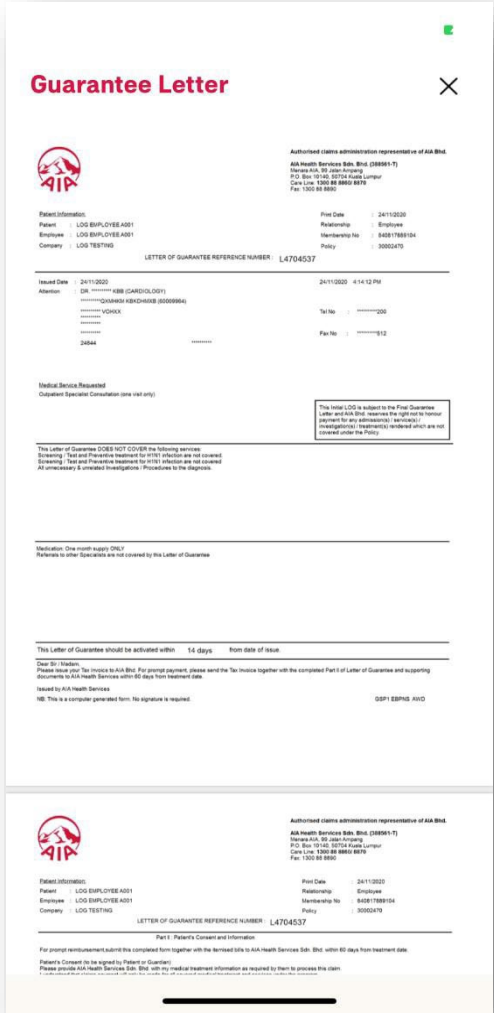 Guarantee Letter
AIA
Authorised claims administration representative of AIA Bhd.
AIA Health Services Sdn. Bhd. (388561-T)
Menara AIA, 99 Jalan Ampang
P.O. Box 10140, 50704 Kuala Lumpur
Care Line: 1300 88 8860/ 8870
Fax: 1300 88 8890
Patient Information:
Patient : LOG EMPLOYEE A001
Employee : LOG EMPLOYEE A001
Company : LOG TESTING
Print Date : 24/11/2020
Relationship : Employee
Membership No : 840817889104
Policy : 30002470
LETTER OF GUARANTEE REFERENCE NUMBER : L4704537
Issued Date : 24/11/2020
24/11/2020 4:14:12 PM
Attention : DR. ********* KBB (CARDIOLOGY)
********* VOHXX
Tel No : *********200
*********
*********
*********
Fax No : *********512
24844 *********
Medical Service Requested
Outpatient Specialist Consultation (one visit only)
This Initial LOG is subject to the Final Guarantee
Letter and AIA Bhd. reserves the right not to honour
payment for any admission(s) / service(s) /
investigation(s) / treatment(s) rendered which are not
covered under the Policy.
This Letter of Guarantee DOES NOT COVER the following services:
Screening / Test and Preventive treatment for H1N1 infection are not covered.
Screening / Test and Preventive treatment for H1N1 infection are not covered
All unnecessary & unrelated Investigations / Procedures to the diagnosis.
Medication: One month supply ONLY
Referrals to other Specialists are not covered by this Letter of Guarantee
This Letter of Guarantee should be activated within 14 days from date of issue.
Dear Sir / Madam,
Please issue your Tax Invoice to AIA Bhd. For prompt payment, please send the Tax Invoice together with the completed Part II of Letter of Guarantee and supporting
documents to AIA Health Services within 60 days from treatment date.
Issued by AIA Health Services
NB. This is a computer generated form. No signature is required.
GSP1 EBPNS AWD
AIA
Authorised claims administration representative of AIA Bhd.
AIA Health Services Sdn. Bhd. (388561-T)
Menara AIA, 99 Jalan Ampang
P.O. Box 10140, 50704 Kuala Lumpur
Care Line: 1300 88 8860/ 8870
Fax: 1300 88 8890
Patient Information:
Patient : LOG EMPLOYEE A001
Employee : LOG EMPLOYEE A001
Company : LOG TESTING
Print Date : 24/11/2020
Relationship : Employee
Membership No : 840817889104
Policy : 30002470
LETTER OF GUARANTEE REFERENCE NUMBER : L4704537
Part II : Patient's Consent and Information
For prompt reimbursement,submit this completed form together with the itemised bills to AIA Health Services Sdn. Bhd. within 60 days from treatment date.
Patient's Consent (to be signed by Patient or Guardian)
Please provide AIA Health Services Sdn. Bhd. with my medical treatment information as required by them to process this claim.